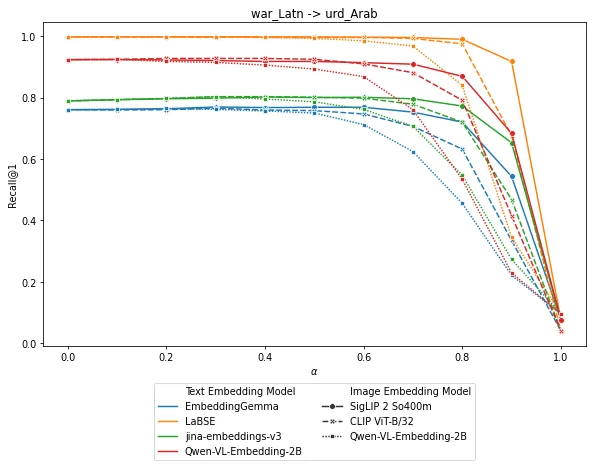 war_Latn -> urd_Arab
Recall@1
1.0
0.8
0.6
0.4
0.2
0.0
0.0 0.2 0.4 0.6 0.8 1.0
α
Text Embedding Model
EmbeddingGemma
LaBSE
jina-embeddings-v3
Qwen-VL-Embedding-2B
Image Embedding Model
SigLIP 2 So400m
CLIP ViT-B/32
Qwen-VL-Embedding-2B